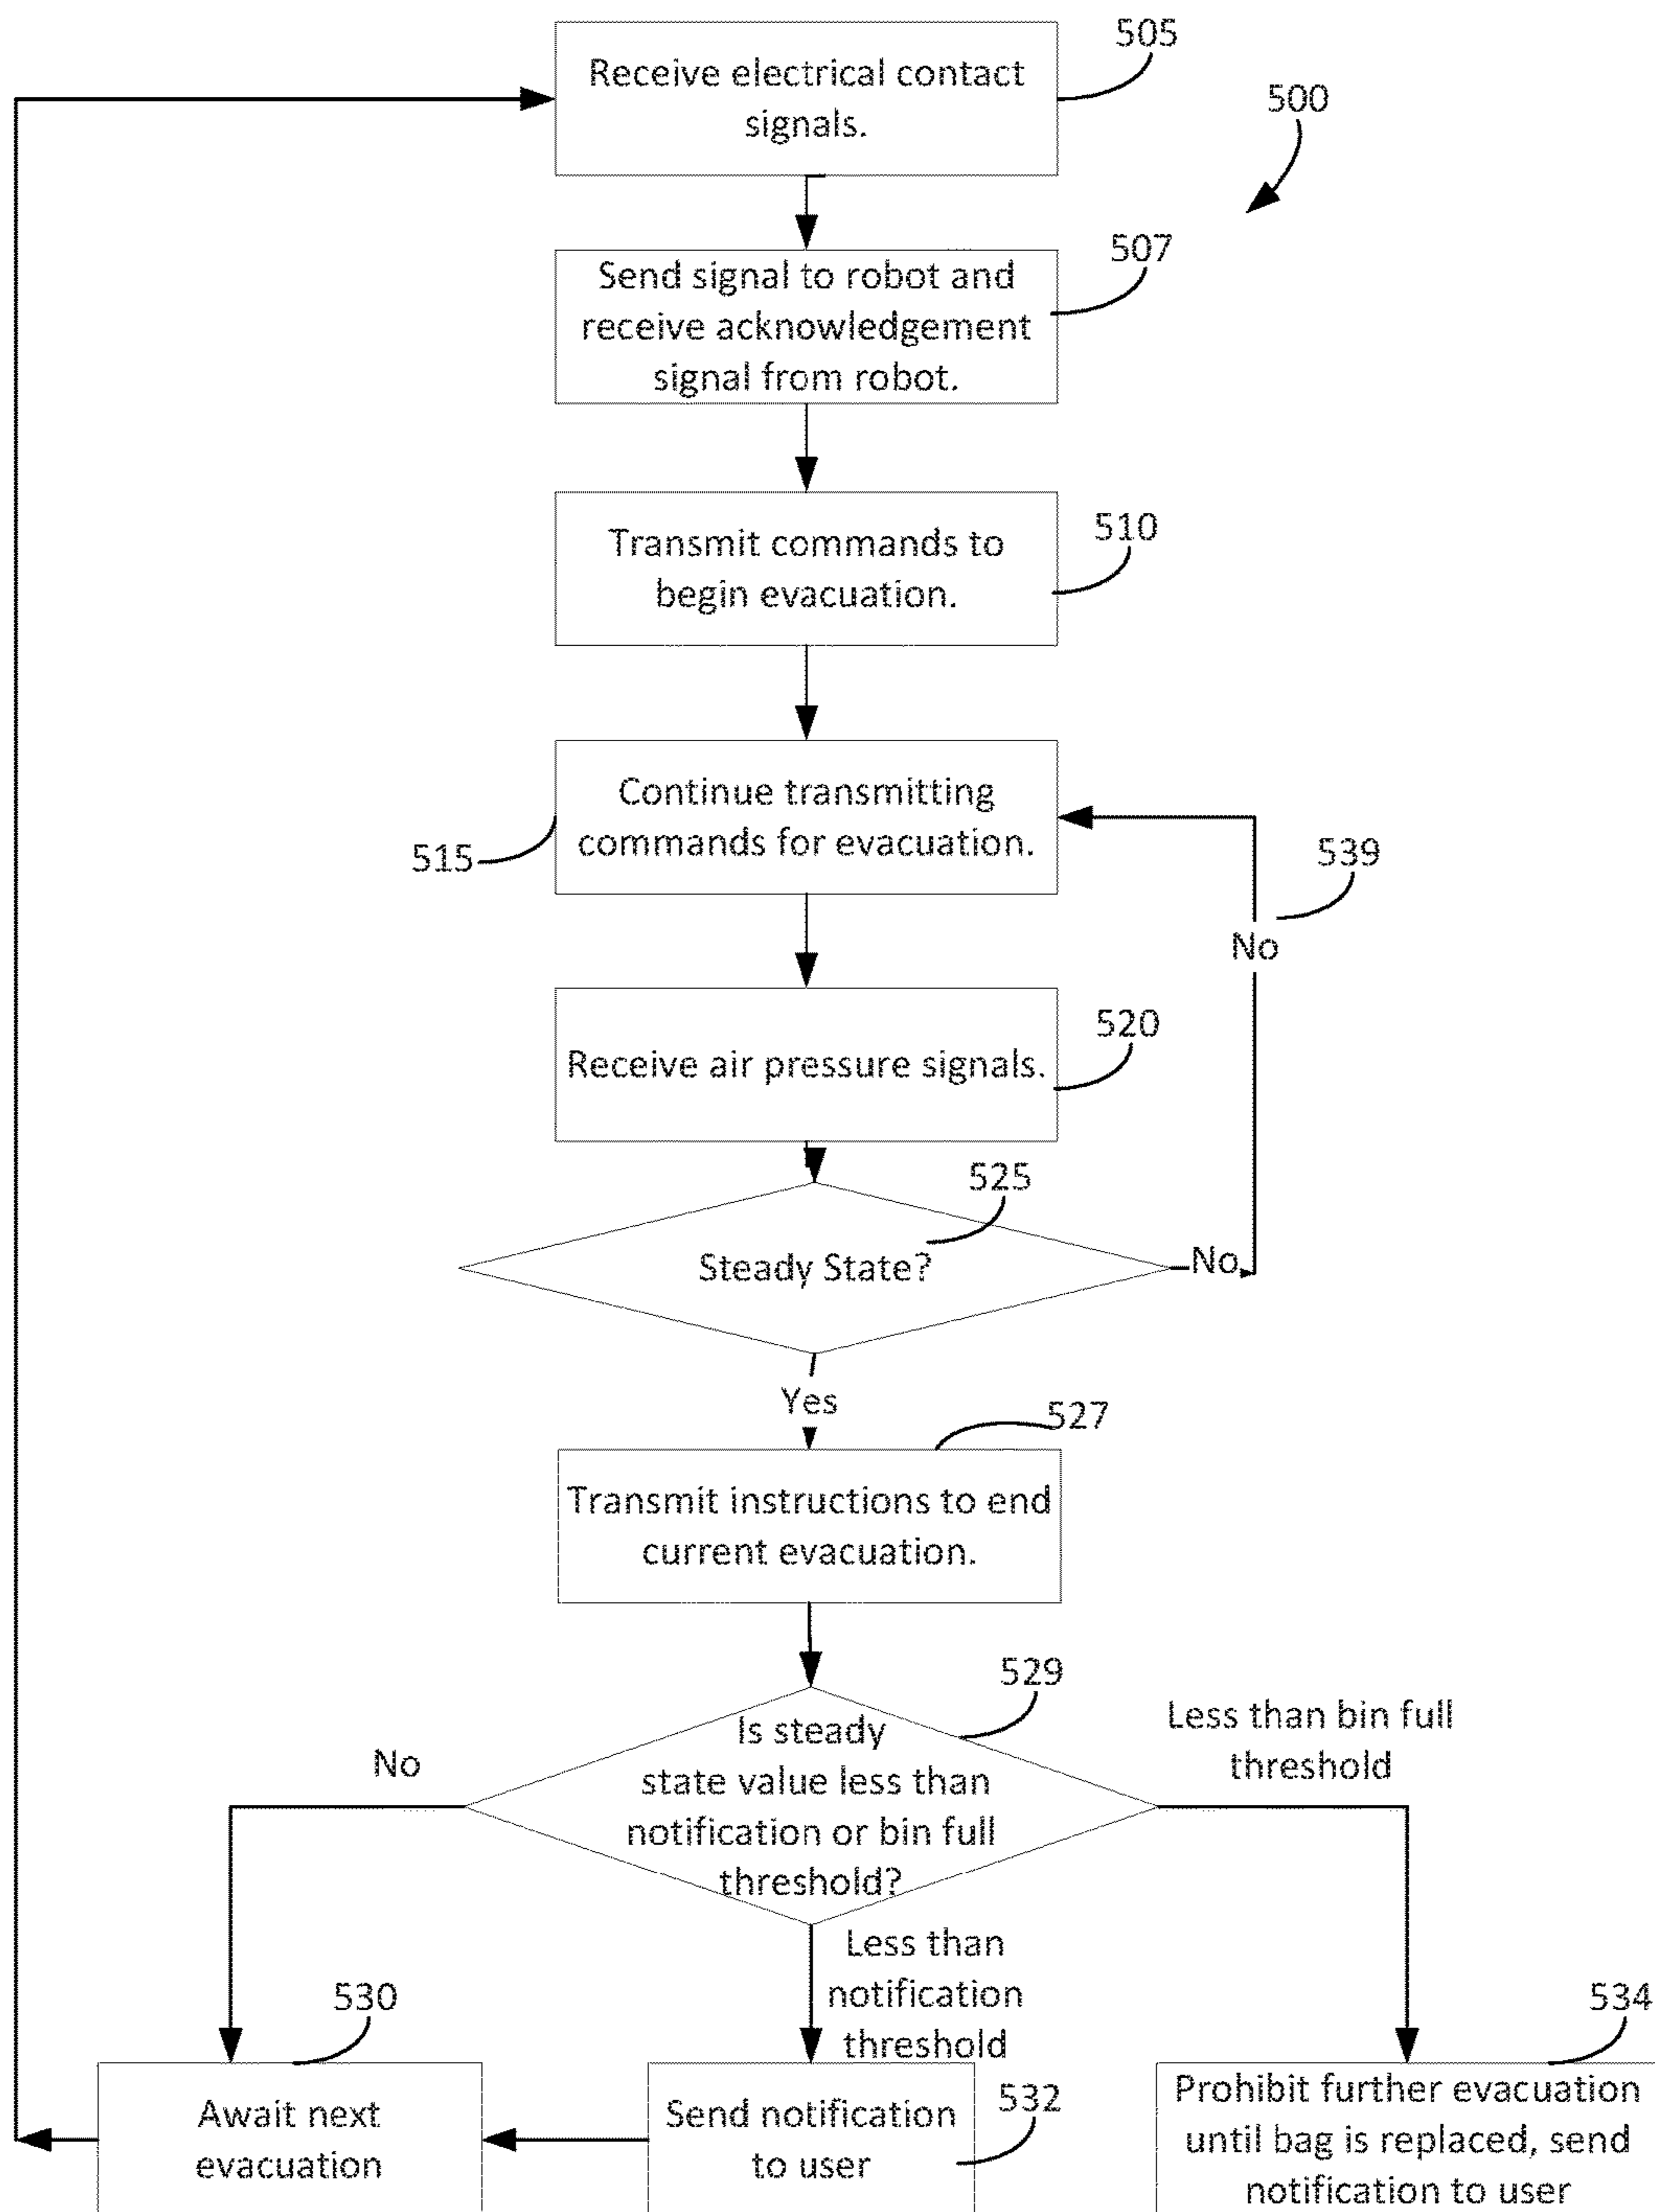 505
Receive electrical contact
signals.
500
507
Send signal to robot and
receive acknowledgement
signal from robot.
510
Transmit commands to
begin evacuation.
Continue transmitting
commands for evacuation.
515
539
No
520
Receive air pressure signals.
525
Steady State?
No
Yes
527
Transmit instructions to end
current evacuation.
529
Is steady
state value less than
notification or bin full
threshold?
No
Less than bin full
threshold
Less than
notification
threshold
530
534
Await next
evacuation
Send notification
to user
532
Prohibit further evacuation
until bag is replaced, send
notification to user